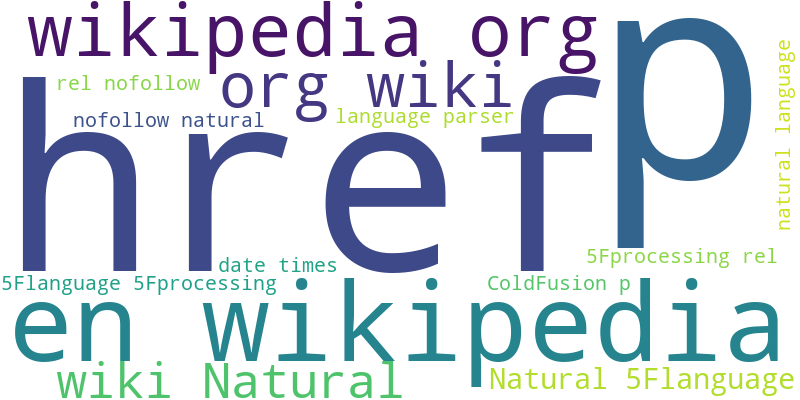 wikipedia org
p
rel nofollow
org wiki
natural language
href
nofollow natural
language parser
date times
5Fprocessing rel
5Flanguage 5Fprocessing
ColdFusion p
en wikipedia
wiki Natural
Natural 5Flanguage